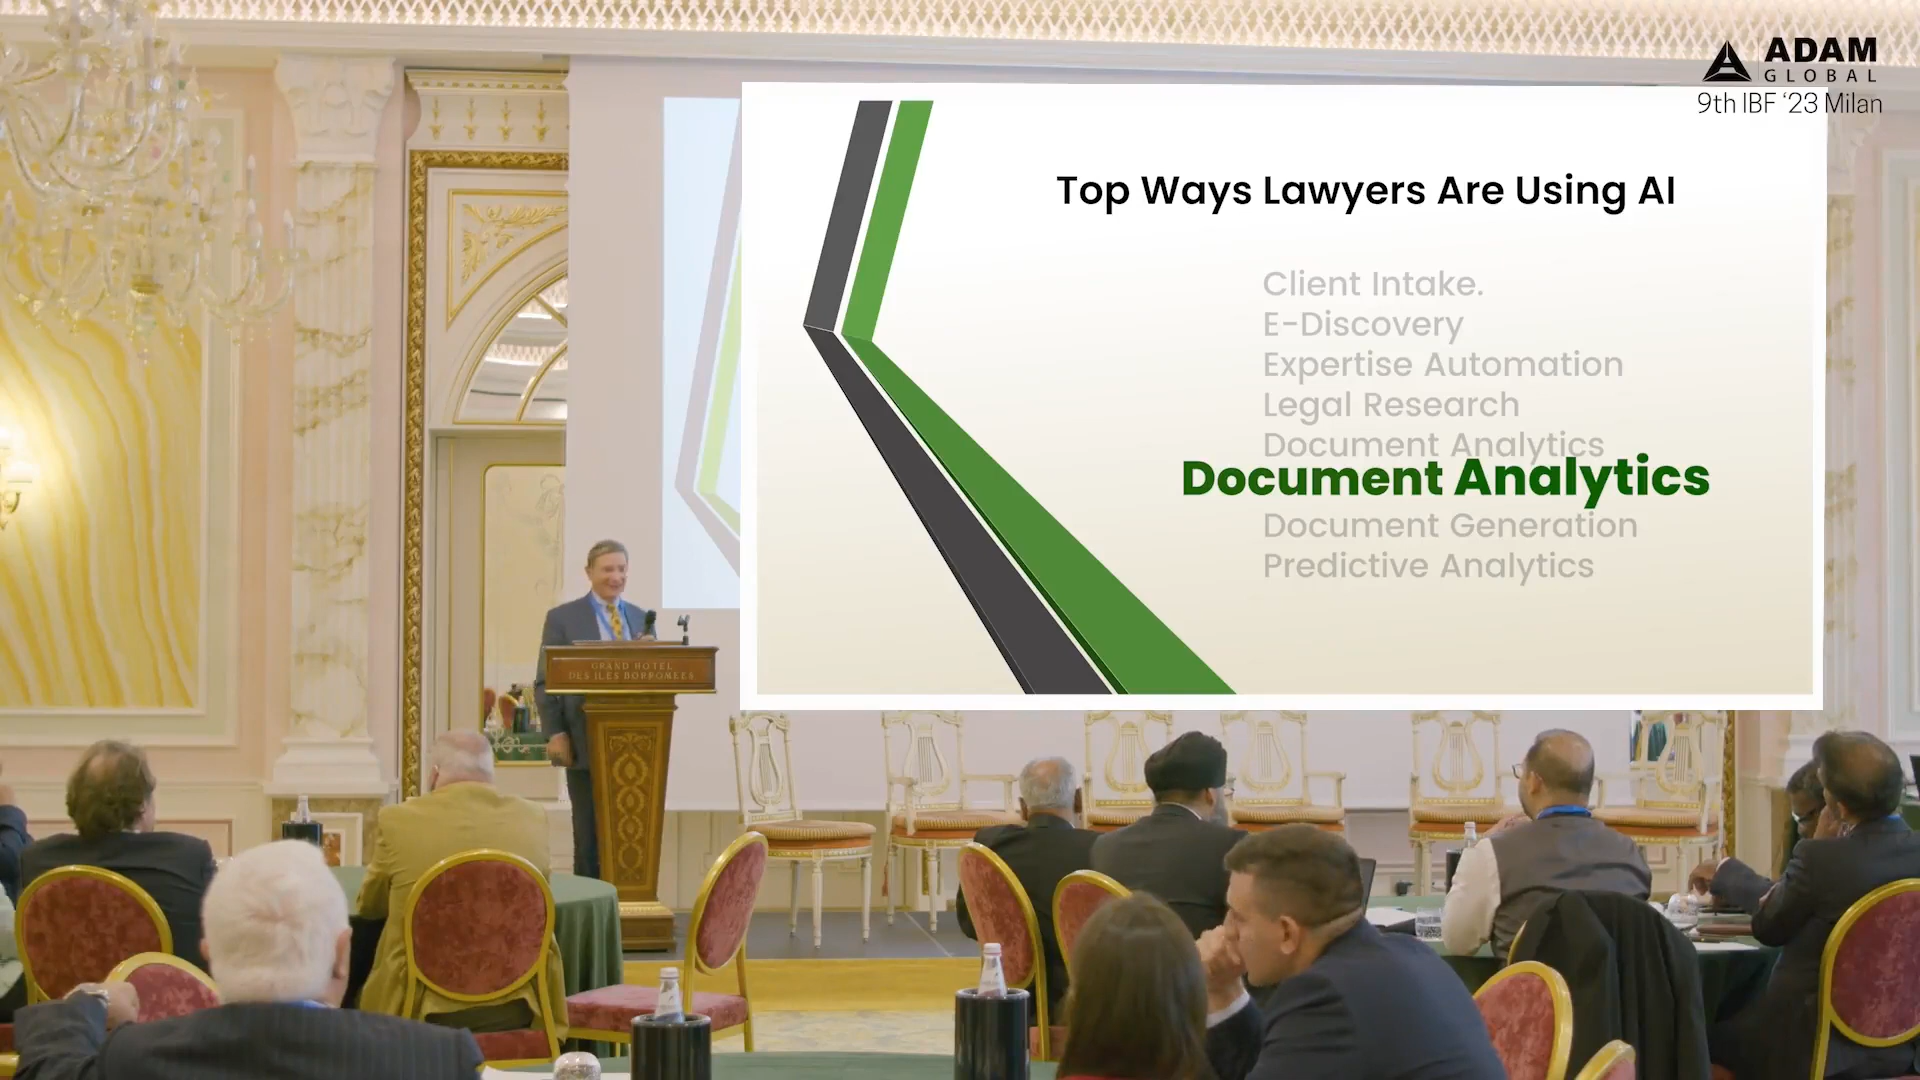 ADAM
GLOBAL
9th IBF ‘23 Milan
Top Ways Lawyers Are Using AI
Client Intake.
E-Discovery
Expertise Automation
Legal Research
Document Analytics
Document Analytics
Document Generation
Predictive Analytics
GRAND HOTEL
DES ILES BORROMEES